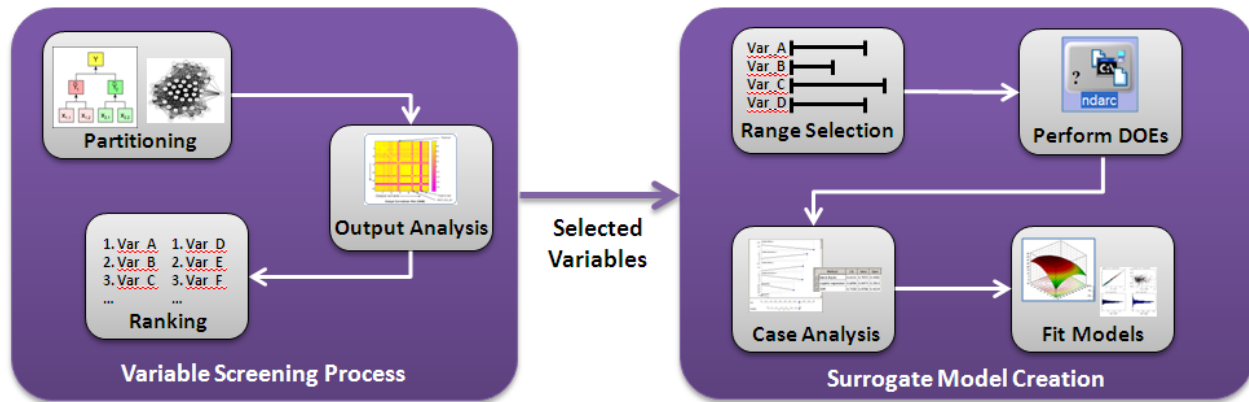 Y
Partitioning
Output Analysis
1. Var_A
2. Var_B
3. Var_C
...
1. Var_D
2. Var_E
3. Var_F
...
Ranking
Variable Screening Process
Selected
Variables
Var_A
Var_B
Var_C
Var_D
Range Selection
?
C:\
ndarc
Perform DOEs
Case Analysis
Fit Models
Surrogate Model Creation